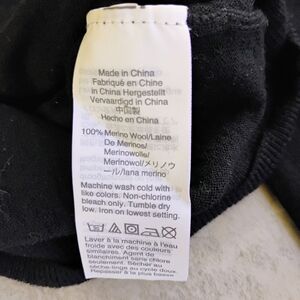 Made in China
Fabriqué en Chine
In China Hergestellt
Vervaardigd in China
中国製
Hecho en China
100% Merino Wool/Laine
De Merinos/
Merinowolle/
Merinowol/メリノウ
ール/lana merino
Machine wash cold with
like colors. Non-chlorine
bleach only. Tumble dry
low. Iron on lowest setting.
Laver à la machine à l'eau
froide avec des couleurs
similaires. Agent de
blanchiment sans chlore
seulement. Sécher au
sèche-linge au cycle doux.
Repasser à la plus basse